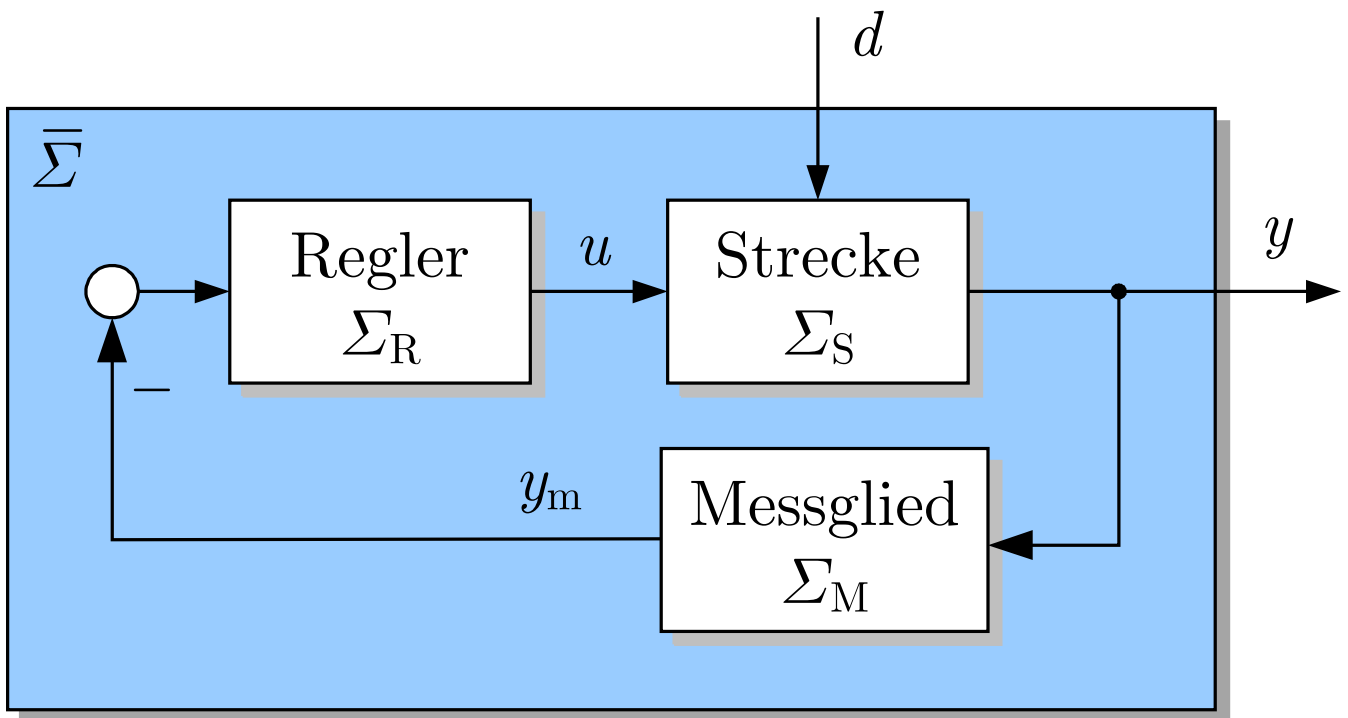 d
Σ̅
y
Regler
Σ_R
u
Strecke
Σ_S
−
y_m
Messglied
Σ_M